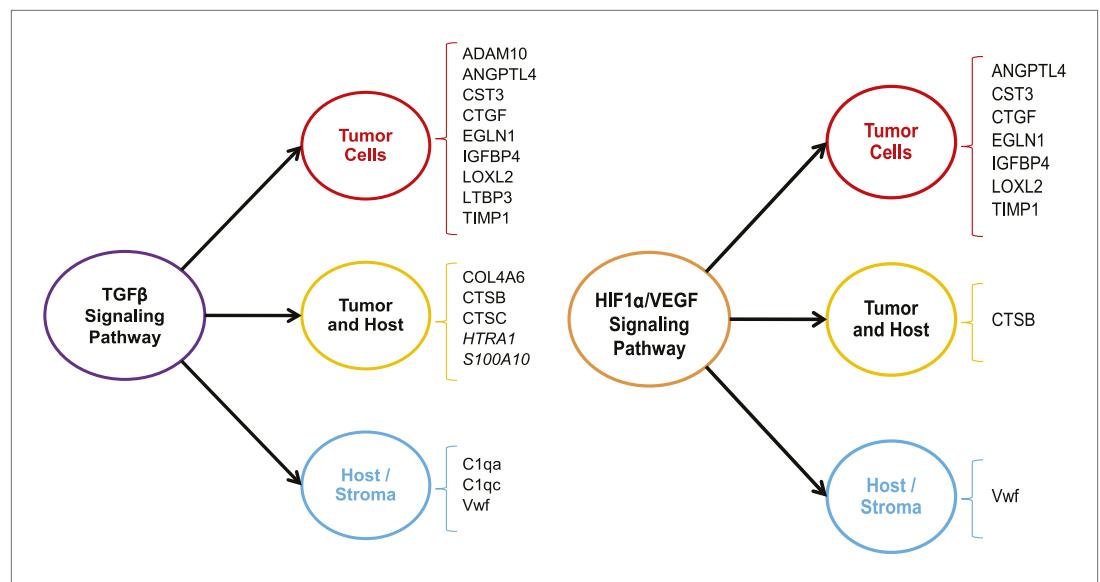 TGFβ
Signaling
Pathway
Tumor
Cells
ADAM10
ANGPTL4
CST3
CTGF
EGLN1
IGFBP4
LOXL2
LTBP3
TIMP1
Tumor
and Host
COL4A6
CTSB
CTSC
HTRA1
S100A10
Host /
Stroma
C1qa
C1qc
Vwf
HIF1α/VEGF
Signaling
Pathway
Tumor
Cells
ANGPTL4
CST3
CTGF
EGLN1
IGFBP4
LOXL2
TIMP1
Tumor
and Host
CTSB
Host /
Stroma
Vwf